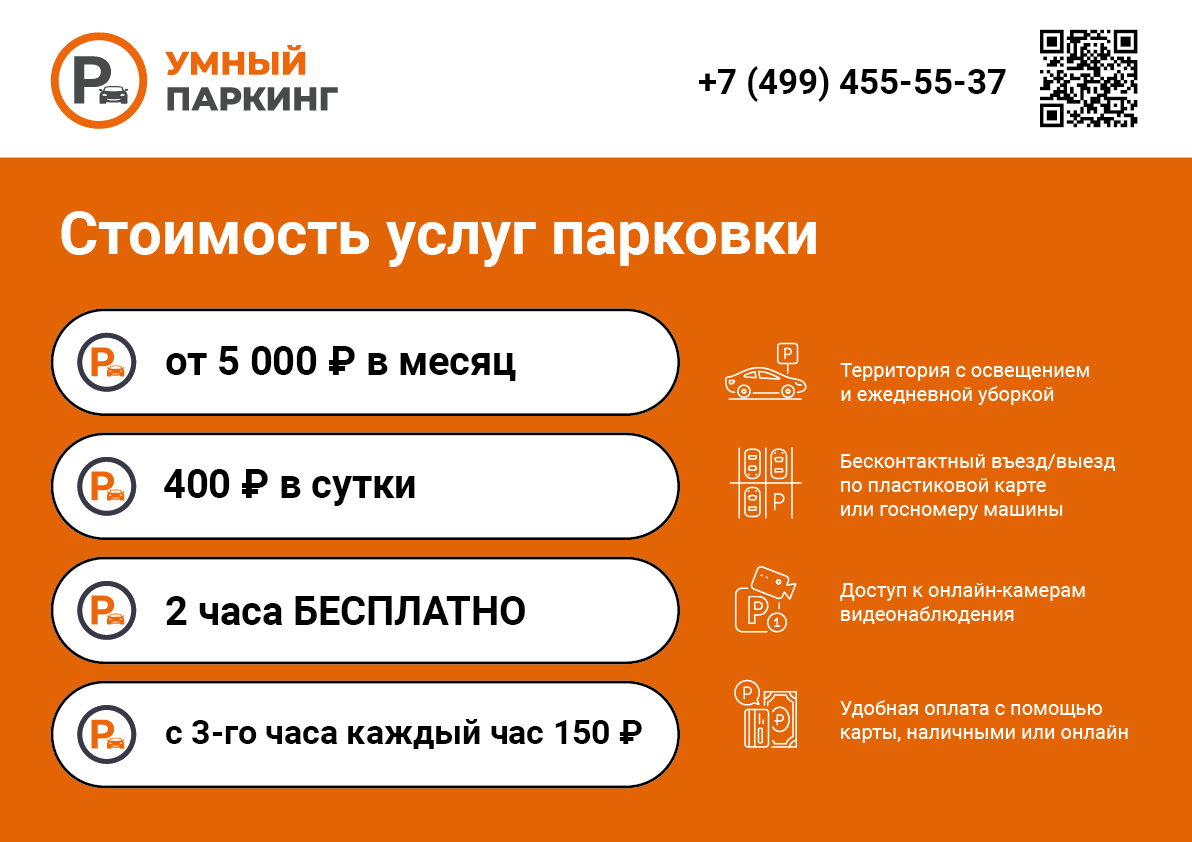 УМНЫЙ
ПАРКИНГ
+7 (499) 455-55-37
Стоимость услуг парковки
от 5 000 ₽ в месяц
400 ₽ в сутки
2 часа БЕСПЛАТНО
с 3-го часа каждый час 150 ₽
Территория с освещением
и ежедневной уборкой
Бесконтактный въезд/выезд
по пластиковой карте
или госномеру машины
Доступ к онлайн-камерам
видеонаблюдения
Удобная оплата с помощью
карты, наличными или онлайн